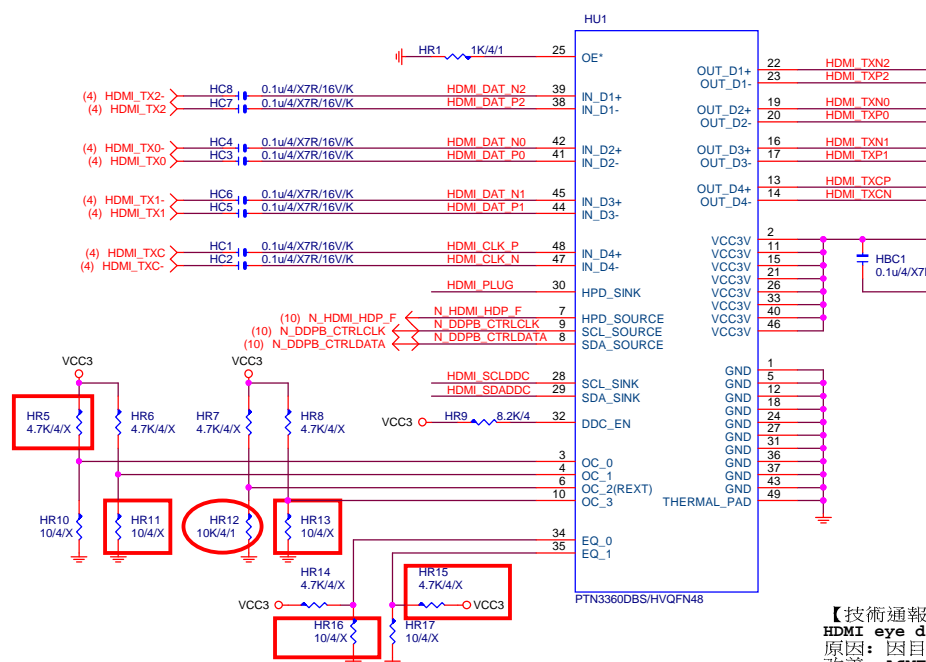 HU1
HR1 1K/4/1 25 OE*
22 HDMI_TXN2
OUT_D1+
23 HDMI_TXP2
OUT_D1-
(4) HDMI_TX2- HC8 0.1u/4/X7R/16V/K HDMI_DAT_N2 39 IN_D1+
(4) HDMI_TX2 HC7 HDMI_DAT_P2 38 IN_D1-
19 HDMI_TXN0
OUT_D2+
20 HDMI_TXP0
OUT_D2-
(4) HDMI_TX0- HC4 0.1u/4/X7R/16V/K HDMI_DAT_N0 42 IN_D2+
(4) HDMI_TX0 HC3 0.1u/4/X7R/16V/K HDMI_DAT_P0 41 IN_D2-
16 HDMI_TXN1
OUT_D3+
17 HDMI_TXP1
OUT_D3-
13 HDMI_TXCP
OUT_D4+
14 HDMI_TXCN
OUT_D4-
(4) HDMI_TX1- HC6 0.1u/4/X7R/16V/K HDMI_DAT_N1 45 IN_D3+
(4) HDMI_TX1 HC5 0.1u/4/X7R/16V/K HDMI_DAT_P1 44 IN_D3-
(4) HDMI_TXC HC1 0.1u/4/X7R/16V/K HDMI_CLK_P 48 IN_D4+
(4) HDMI_TXC- HC2 0.1u/4/X7R/16V/K HDMI_CLK_N 47 IN_D4-
VCC3V 2
VCC3V 11
VCC3V 15
VCC3V 21
VCC3V 26
VCC3V 33
VCC3V 40
VCC3V 46
HBC1
0.1u/4/X7
HDMI_PLUG 30 HPD_SINK
(10) N_HDMI_HDP_F N_HDMI_HDP_F 7 HPD_SOURCE
(10) N_DDPB_CTRLCLK N_DDPB_CTRLCLK 9 SCL_SOURCE
(10) N_DDPB_CTRLDATA N_DDPB_CTRLDATA 8 SDA_SOURCE
HDMI_SCLDDC 28 SCL_SINK
HDMI_SDADDC 29 SDA_SINK
VCC3 HR9 8.2K/4 32 DDC_EN
GND 1
GND 5
GND 12
GND 18
GND 24
GND 27
GND 31
GND 36
GND 37
GND 43
THERMAL_PAD 49
VCC3 VCC3
HR5 HR6 HR7 HR8
4.7K/4/X 4.7K/4/X 4.7K/4/X 4.7K/4/X
3 OC_0
4 OC_1
6 OC_2(REXT)
10 OC_3
HR10 HR11 HR12 HR13
10/4/X 10/4/X 10K/4/1 10/4/X
34 EQ_0
35 EQ_1
HR14 HR15
4.7K/4/X 4.7K/4/X
VCC3 VCC3
HR16 HR17
10/4/X 10/4/X
PTN3360DBS/HVQFN48
【技術通報
HDMI eye d
原因：因目